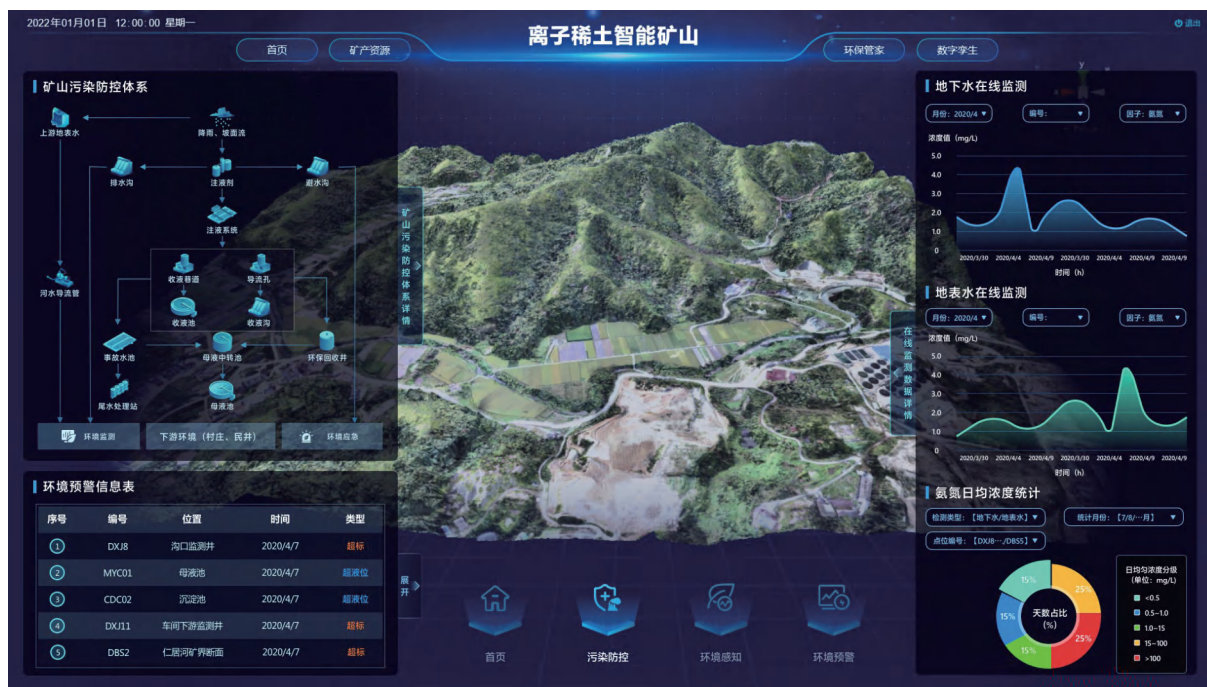 2022年01月01日 12:00:00 星期一
离子稀土智能矿山
退出
首页
矿产资源
环保管家
数字孪生
矿山污染防控体系
上游地表水
降雨、坡面流
排水沟
注液剂
避水沟
注液系统
收液巷道
导流孔
河水导流管
收液池
收液沟
事故水池
母液中转池
环保回收井
尾水处理站
母液池
环境监测
下游环境（村庄、民井）
环境应急
矿山污染防控体系详情
环境预警信息表
序号 编号 位置 时间 类型
1 DXJ8 沟口监测井 2020/4/7 超标
2 MYC01 母液池 2020/4/7 超液位
3 CDC02 沉淀池 2020/4/7 超液位
4 DXJ11 车间下游监测井 2020/4/7 超标
5 DBS2 仁居河矿界断面 2020/4/7 超标
展开
首页
污染防控
环境感知
环境预警
y
地下水在线监测
月份：2020/4
编号：
因子：氨氮
浓度值（mg/L）
5.0
4.0
3.0
2.0
1.0
0
2020/3/30 2020/4/4 2020/4/9 2020/3/30 2020/4/4 2020/4/9 2020/4/9
时间（h）
在线监测数据详情
地表水在线监测
月份：2020/4
编号：
因子：氨氮
浓度值（mg/L）
5.0
4.0
3.0
2.0
1.0
0
2020/3/30 2020/4/4 2020/3/30 2020/4/4 2020/4/9 2020/4/9
时间（h）
氨氮日均浓度统计
检测类型：【地下水/地表水】
统计月份：【7/8/…月】
点位编号：【DXJ8…/DBS5】
15%
25%
15%
天数占比
(%)
15%
25%
日均匀浓度分级
（单位：mg/L）
<0.5
0.5~1.0
1.0~15
15~100
>100